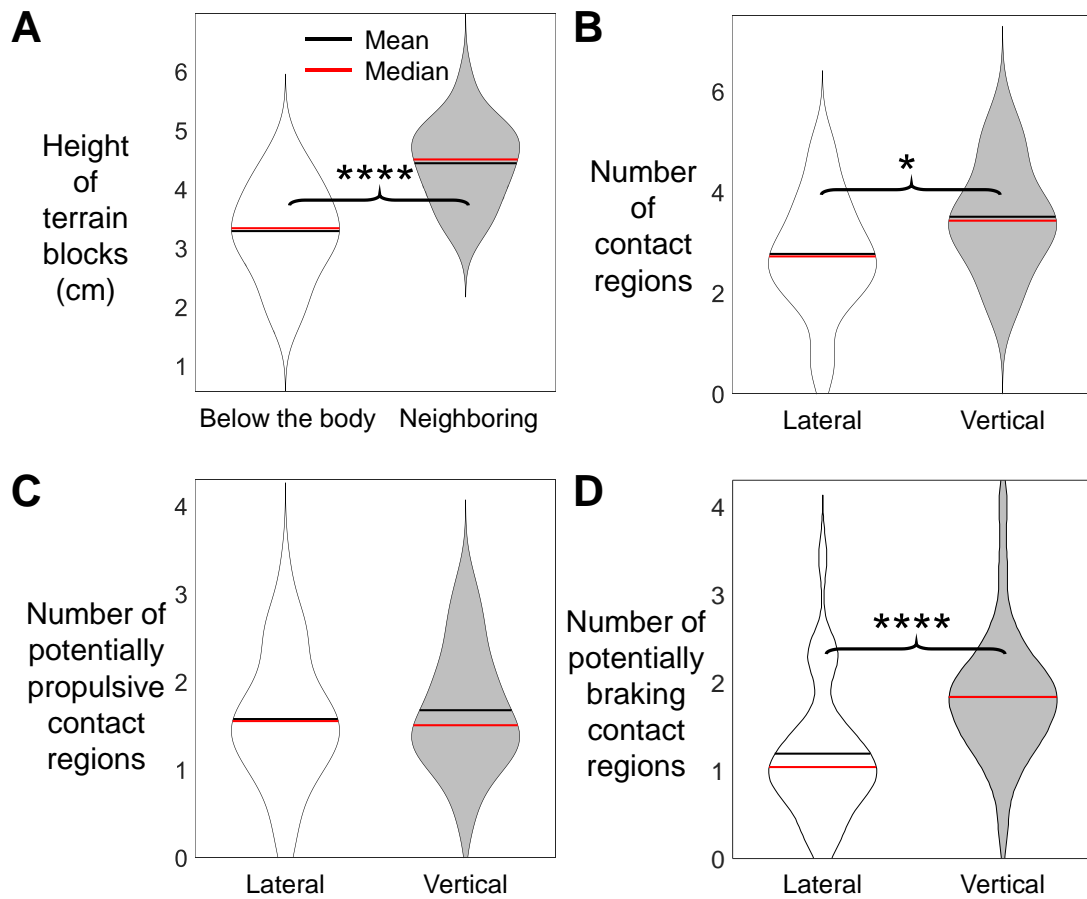 A
Mean
Median
Height
of
terrain
blocks
(cm)
6
5
4
3
2
1
****
Below the body
Neighboring
B
Number
of
contact
regions
6
4
2
0
*
Lateral
Vertical
C
Number of
potentially
propulsive
contact
regions
4
3
2
1
0
Lateral
Vertical
D
Number of
potentially
braking
contact
regions
4
3
2
1
0
****
Lateral
Vertical